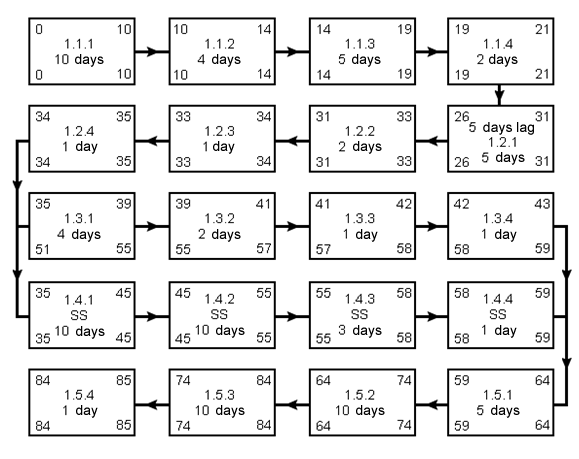 0 10
1.1.1
10 days
0 10
10
1.1.2
4 days
10 14
14 19
1.1.3
5 days
14 19
19 21
1.1.4
2 days
19 21
34 35
1.2.4
1 day
34 35
33 34
1.2.3
1 day
33 34
31 33
1.2.2
2 days
31 33
26 31
5 days lag
1.2.1
5 days
26 31
35 39
1.3.1
4 days
51 55
39 41
1.3.2
2 days
55 57
41 42
1.3.3
1 day
57 58
42 43
1.3.4
1 day
58 59
35 45
1.4.1
SS
10 days
35 45
45 55
1.4.2
SS
10 days
45 55
55 58
1.4.3
SS
3 days
55 58
58 59
1.4.4
SS
1 day
58 59
84 85
1.5.4
1 day
84 85
74 84
1.5.3
10 days
74 84
64 74
1.5.2
10 days
64 74
59 64
1.5.1
5 days
59 64